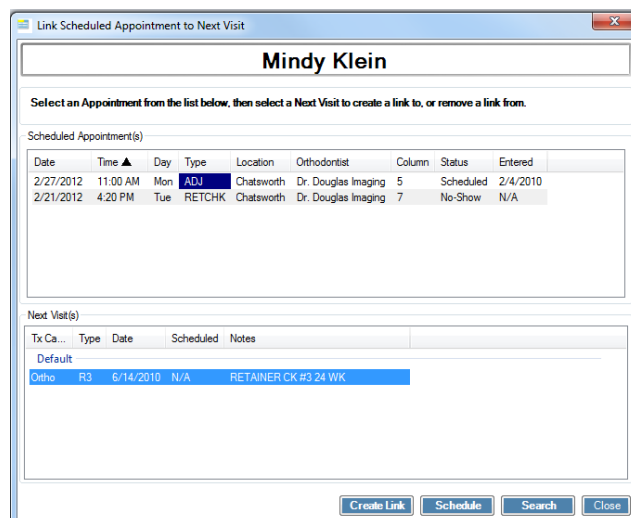 Link Scheduled Appointment to Next Visit
Mindy Klein
Select an Appointment from the list below, then select a Next Visit to create a link to, or remove a link from.
Scheduled Appointment(s)
Date Time ▲ Day Type Location Orthodontist Column Status Entered
2/27/2012 11:00 AM Mon ADJ Chatsworth Dr. Douglas Imaging 5 Scheduled 2/4/2010
2/21/2012 4:20 PM Tue RETCHK Chatsworth Dr. Douglas Imaging 7 No-Show N/A
Next Visit(s)
Tx Ca... Type Date Scheduled Notes
Default
Ortho R3 6/14/2010 N/A RETAINER CK #3 24 WK
Create Link Schedule Search Close